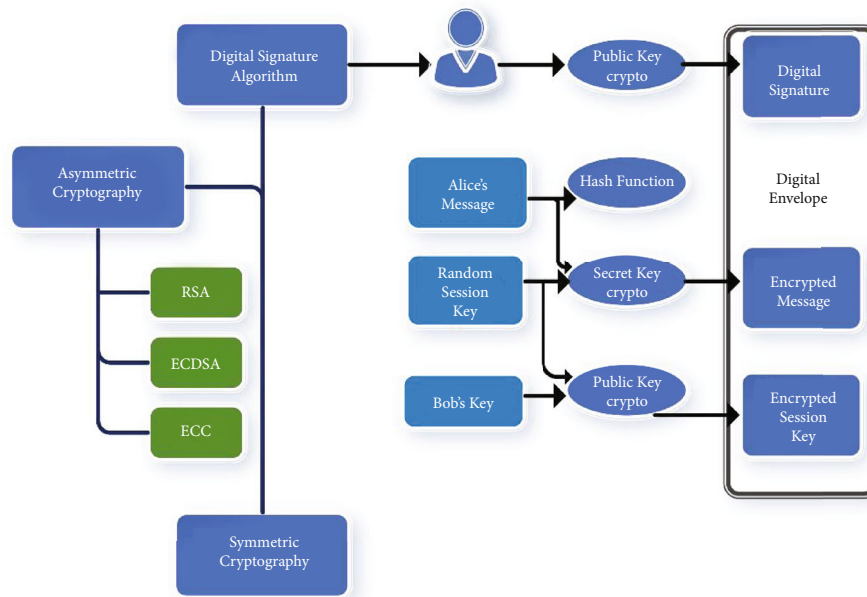 Digital Signature
Algorithm
Public Key
crypto
Digital
Signature
Asymmetric
Cryptography
Alice's
Message
Hash Function
Digital
Envelope
RSA
Random
Session
Key
Secret Key
crypto
Encrypted
Message
ECDSA
Bob's Key
Public Key
crypto
Encrypted
Session
Key
ECC
Symmetric
Cryptography